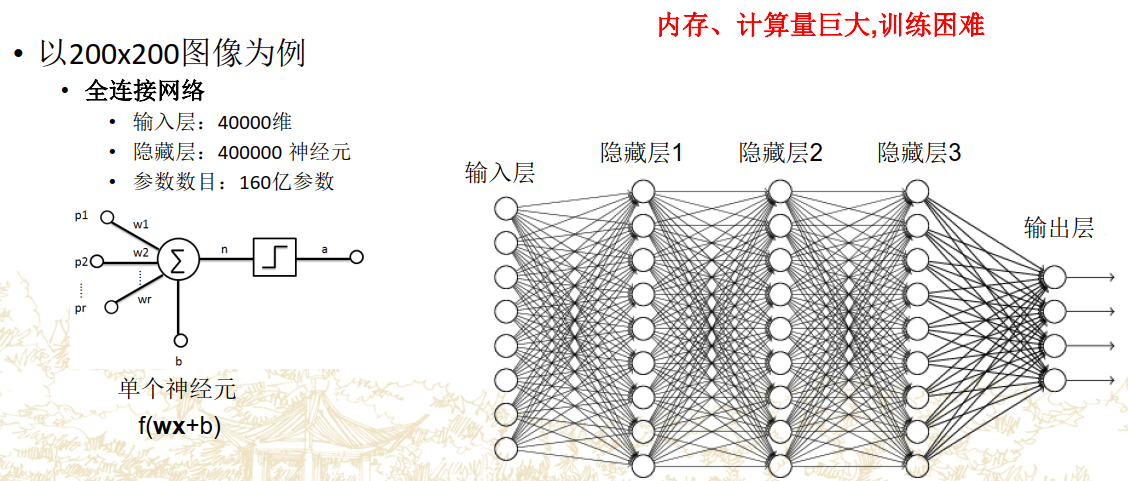 内存、计算量巨大,训练困难
• 以200x200图像为例
• 全连接网络
• 输入层：40000维
• 隐藏层：400000 神经元
• 参数数目：160亿参数
p1
w1
p2
w2
n
a
pr
wr
b
单个神经元
f(wx+b)
输入层
隐藏层1
隐藏层2
隐藏层3
输出层